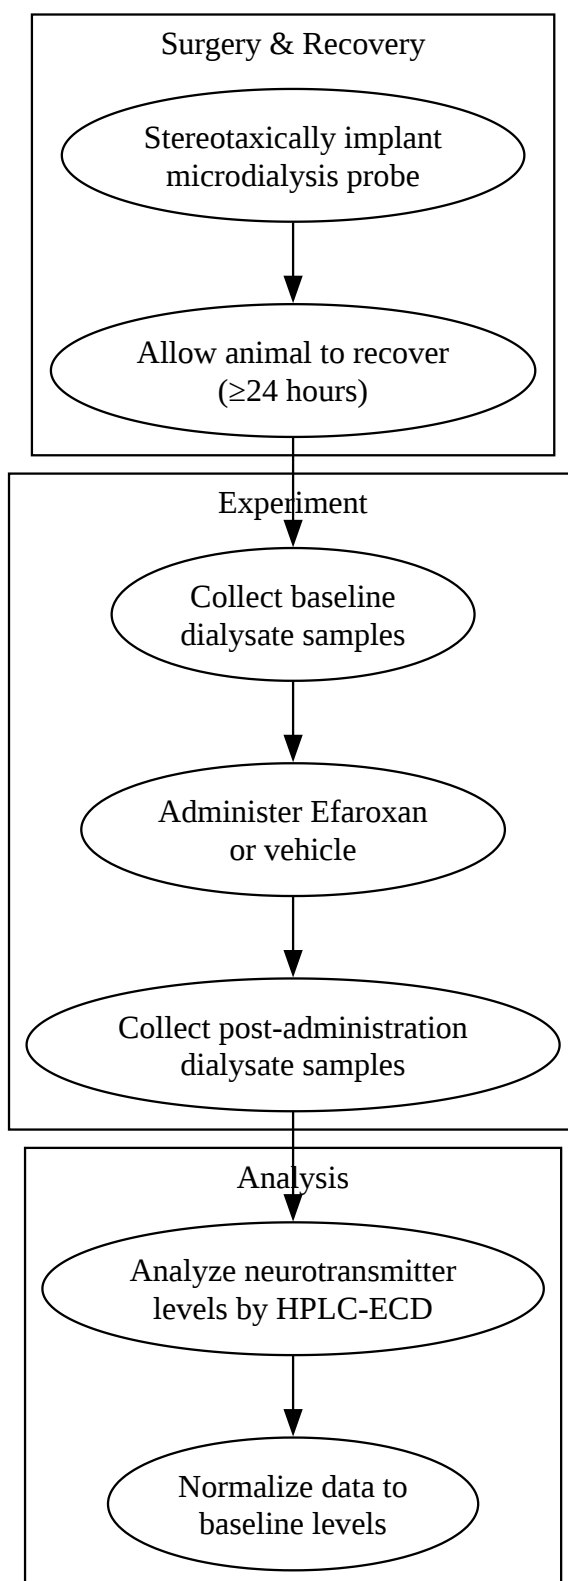 Surgery & Recovery
Stereotaxically implant
microdialysis probe
Allow animal to recover
(≥24 hours)
Experiment
Collect baseline
dialysate samples
Administer Efaroxan
or vehicle
Collect post-administration
dialysate samples
Analysis
Analyze neurotransmitter
levels by HPLC-ECD
Normalize data to
baseline levels